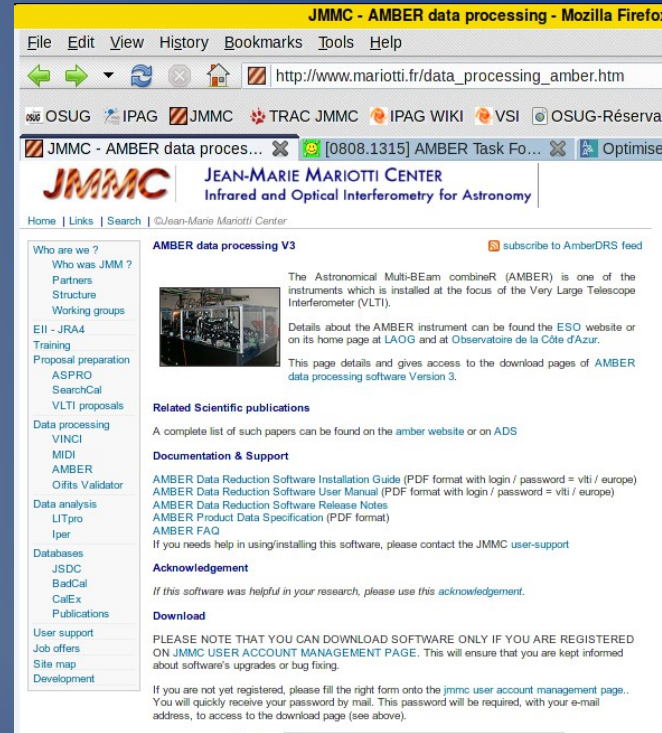 JMMC - AMBER data processing - Mozilla Firefo
File Edit View History Bookmarks Tools Help
http://www.mariotti.fr/data_processing_amber.htm
OSUG IPAG JMMC TRAC JMMC IPAG WIKI VSI OSUG-Réserva
JMMC - AMBER data proces... [0808.1315] AMBER Task Fo... Optimise
JMMC
JEAN-MARIE MARIOTTI CENTER
Infrared and Optical Interferometry for Astronomy
Home | Links | Search | ©Jean-Marie Mariotti Center
Who are we ?
Who was JMM ?
Partners
Structure
Working groups
EII - JRA4
Training
Proposal preparation
ASPRO
SearchCal
VLTI proposals
Data processing
VINCI
MIDI
AMBER
Oifits Validator
Data analysis
LITpro
Iper
Databases
JSDC
BadCal
CalEx
Publications
User support
Job offers
Site map
Development
AMBER data processing V3
subscribe to AmberDRS feed
The Astronomical Multi-BEam combineR (AMBER) is one of the
instruments which is installed at the focus of the Very Large Telescope
Interferometer (VLTI).
Details about the AMBER instrument can be found the ESO website or
on its home page at LAOG and at Observatoire de la Côte d'Azur.
This page details and gives access to the download pages of AMBER
data processing software Version 3.
Related Scientific publications
A complete list of such papers can be found on the amber website or on ADS
Documentation & Support
AMBER Data Reduction Software Installation Guide (PDF format with login / password = vlti / europe)
AMBER Data Reduction Software User Manual (PDF format with login / password = vlti / europe)
AMBER Data Reduction Software Release Notes
AMBER Product Data Specification (PDF format)
AMBER FAQ
If you needs help in using/installing this software, please contact the JMMC user-support
Acknowledgement
If this software was helpful in your research, please use this acknowledgement.
Download
PLEASE NOTE THAT YOU CAN DOWNLOAD SOFTWARE ONLY IF YOU ARE REGISTERED
ON JMMC USER ACCOUNT MANAGEMENT PAGE. This will ensure that you are kept informed
about software's upgrades or bug fixing.
If you are not yet registered, please fill the right form onto the jmmc user account management page..
You will quickly receive your password by mail. This password will be required, with your e-mail
address, to access to the download page (see above).